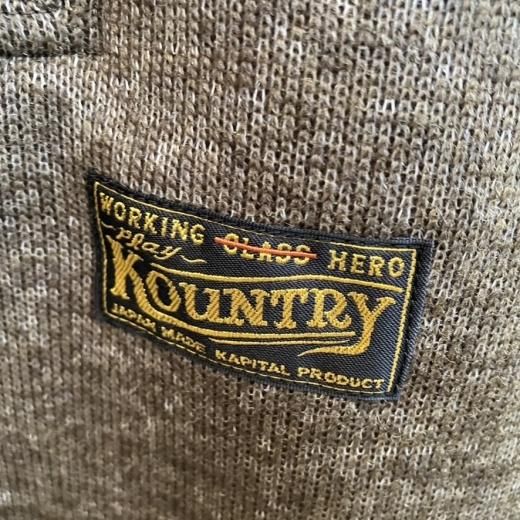 WORKING CLASS HERO
play
KOUNTRY
JAPAN MADE KAPITAL PRODUCT